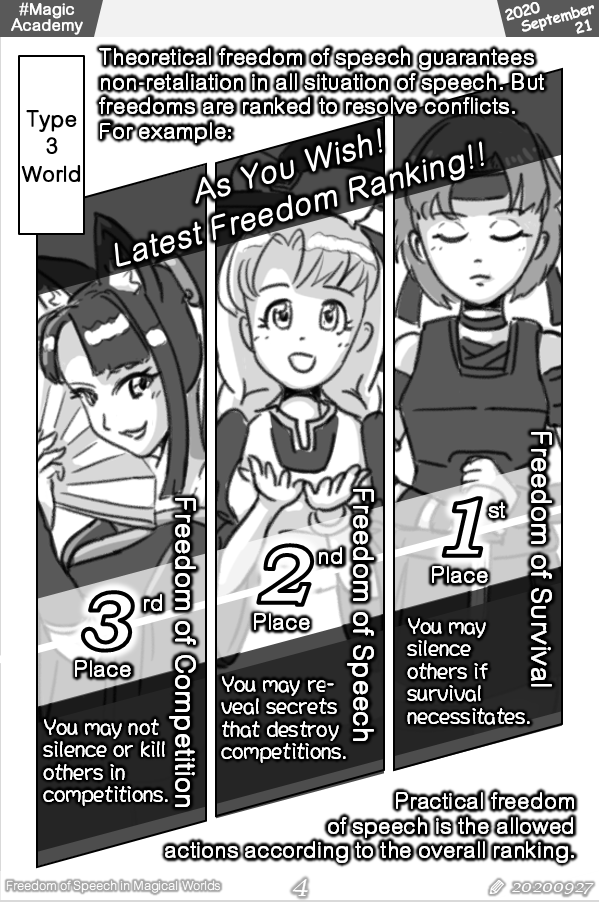 #Magic
Academy
2020
September
21
Theoretical freedom of speech guarantees
non-retaliation in all situation of speech. But
freedoms are ranked to resolve conflicts.
For example:
Type
3
World
As You Wish!
Latest Freedom Ranking!!
3rd
Place
Freedom of Competition
You may not
silence or kill
others in
competitions.
2nd
Place
Freedom of Speech
You may re-
veal secrets
that destroy
competitions.
1st
Place
Freedom of Survival
You may
silence
others if
survival
necessitates.
Practical freedom
of speech is the allowed
actions according to the overall ranking.
Freedom of Speech In Magical Worlds
4
20200927